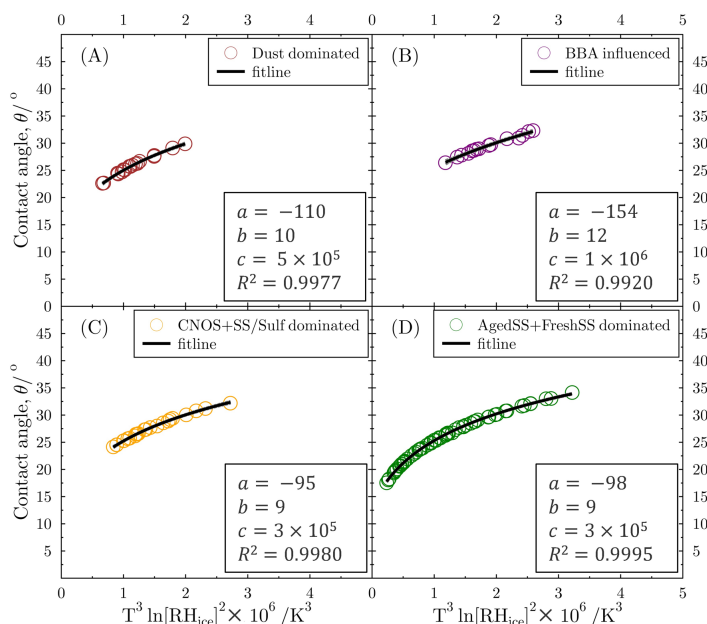 0 1 2 3 4 0 1 2 3 4 5
(A)
Dust dominated
fitline
(B)
BBA influenced
fitline
50
45
40
35
30
25
20
15
10
5
0
Contact angle, θ/ °
45
40
35
30
25
20
15
10
5
0
a = −110
b = 10
c = 5 × 10⁵
R² = 0.9977
a = −154
b = 12
c = 1 × 10⁶
R² = 0.9920
(C)
CNOS+SS/Sulf dominated
fitline
(D)
AgedSS+FreshSS dominated
fitline
45
40
35
30
25
20
15
10
5
Contact angle, θ/ °
45
40
35
30
25
20
15
10
5
a = −95
b = 9
c = 3 × 10⁵
R² = 0.9980
a = −98
b = 9
c = 3 × 10⁵
R² = 0.9995
0 1 2 3 4 0 1 2 3 4 5
T³ ln[RH_ice]² × 10⁶ /K³
T³ ln[RH_ice]² × 10⁶ /K³